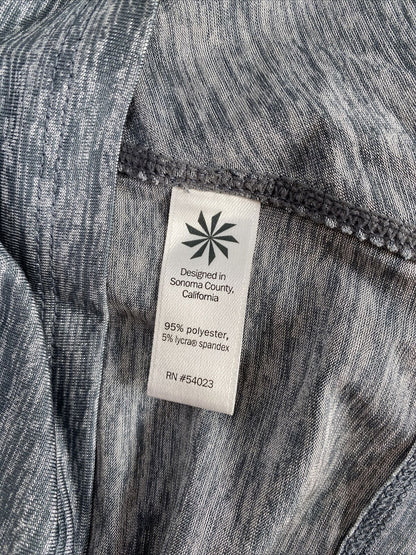 Designed in
Sonoma County,
California
95% polyester,
5% lycra® spandex
RN #54023